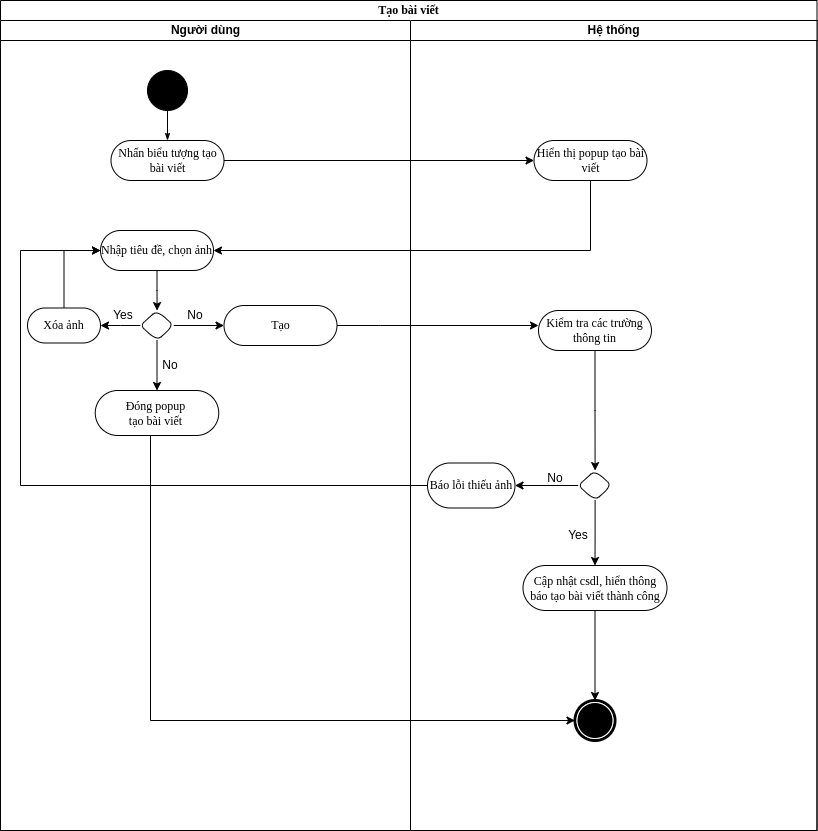 Tạo bài viết
Người dùng
Hệ thống
Nhấn biểu tượng tạo
bài viết
Hiển thị popup tạo bài
viết
Nhập tiêu đề, chọn ảnh
Yes
No
Xóa ảnh
Tạo
Kiểm tra các trường
thông tin
No
Đóng popup
tạo bài viết
Báo lỗi thiếu ảnh
No
Yes
Cập nhật csdl, hiển thông
báo tạo bài viết thành công